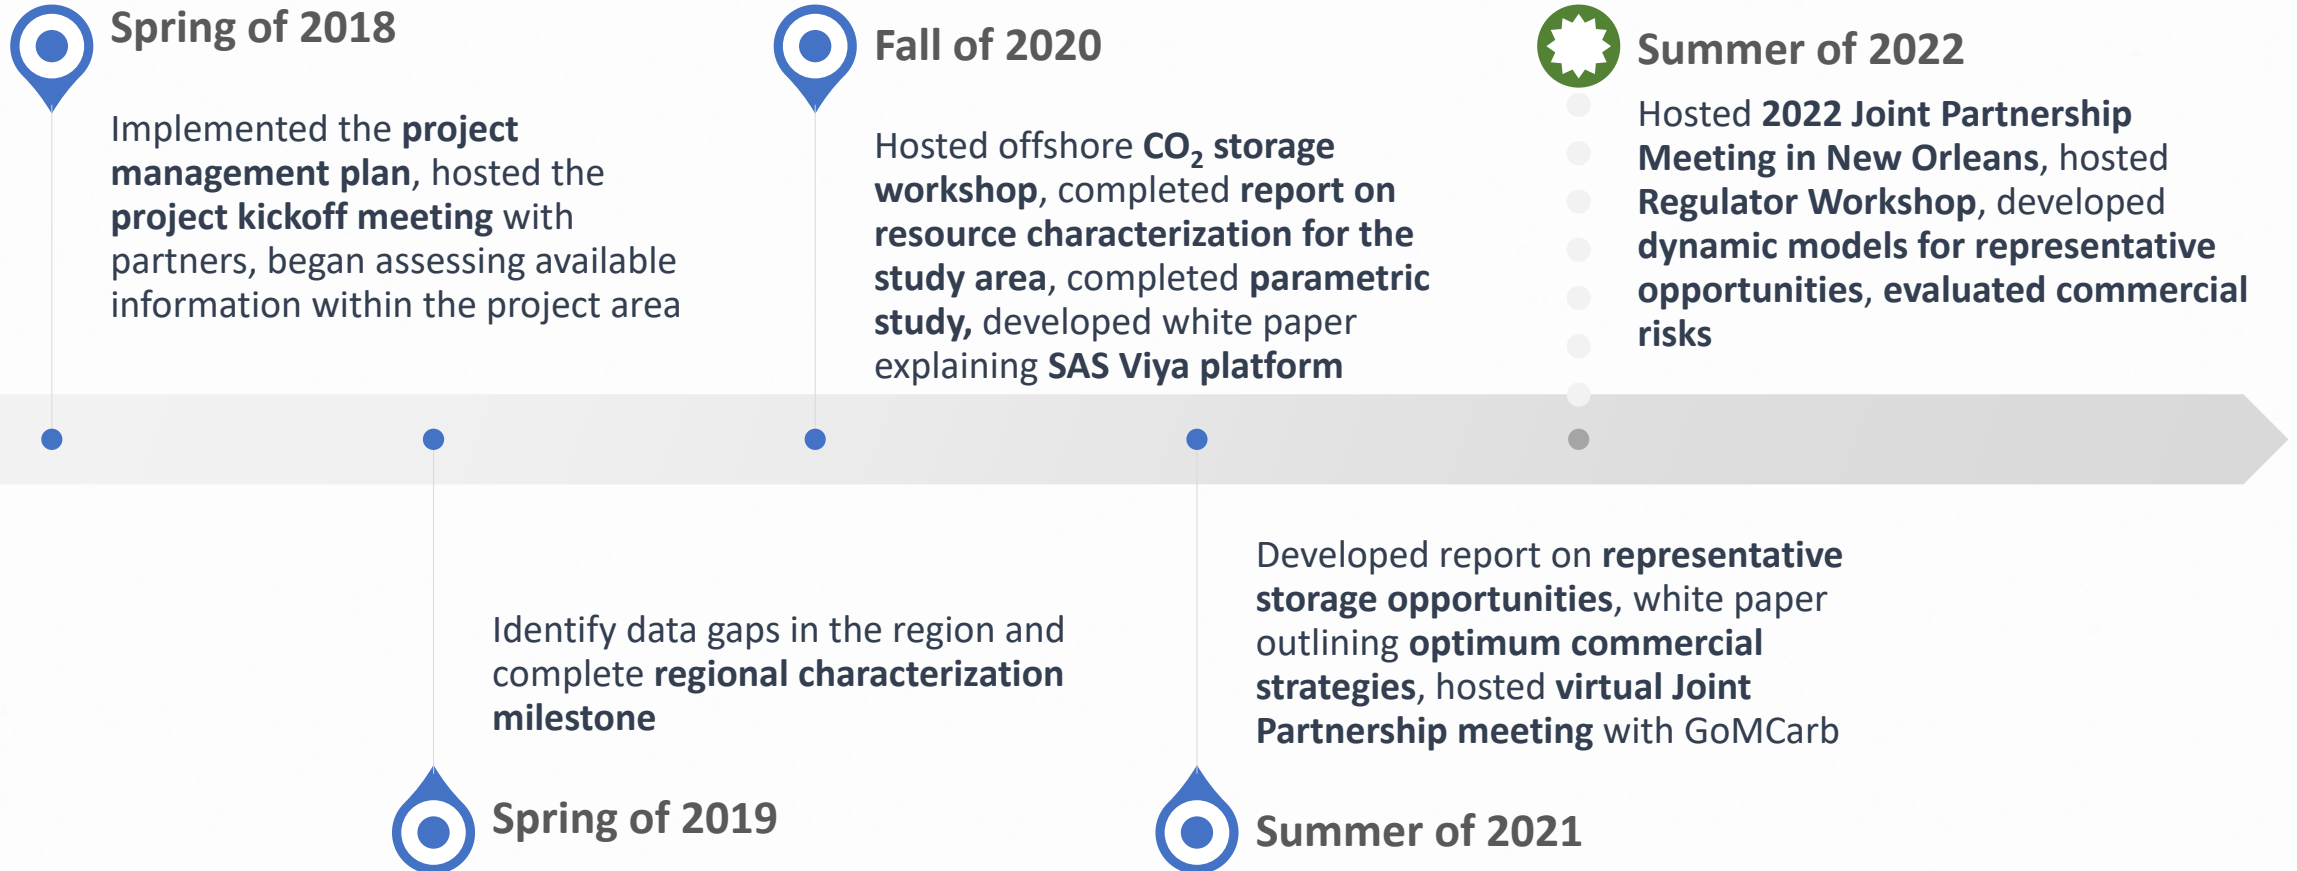 Spring of 2018
Implemented the project
management plan, hosted the
project kickoff meeting with
partners, began assessing available
information within the project area
Fall of 2020
Hosted offshore CO₂ storage
workshop, completed report on
resource characterization for the
study area, completed parametric
study, developed white paper
explaining SAS Viya platform
Summer of 2022
Hosted 2022 Joint Partnership
Meeting in New Orleans, hosted
Regulator Workshop, developed
dynamic models for representative
opportunities, evaluated commercial
risks
Identify data gaps in the region and
complete regional characterization
milestone
Spring of 2019
Developed report on representative
storage opportunities, white paper
outlining optimum commercial
strategies, hosted virtual Joint
Partnership meeting with GoMCarb
Summer of 2021